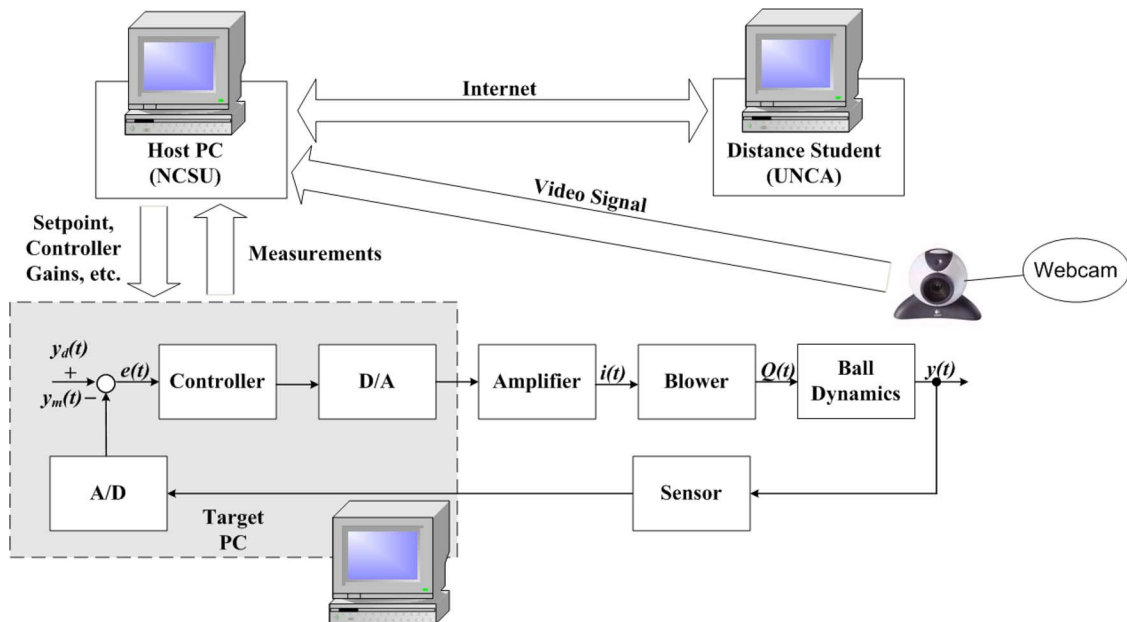 Internet
Host PC
(NCSU)
Distance Student
(UNCA)
Video Signal
Setpoint,
Controller
Gains, etc.
Measurements
Webcam
y_d(t)
+
y_m(t) −
e(t)
Controller
D/A
Amplifier
i(t)
Blower
Q(t)
Ball
Dynamics
y(t)
A/D
Sensor
Target
PC